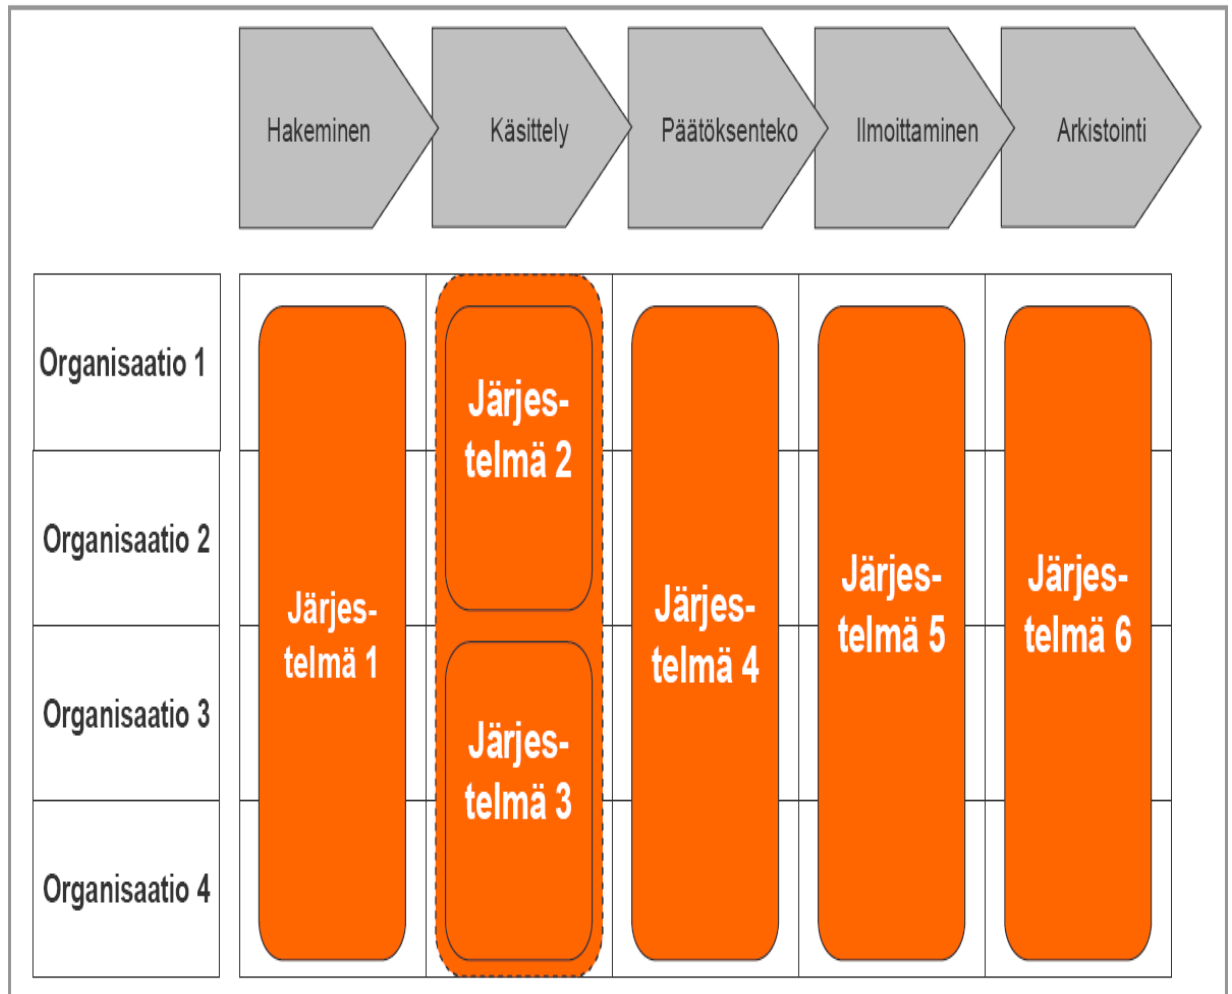 Hakeminen
Käsittely
Päätöksenteko
Ilmoittaminen
Arkistointi
Organisaatio 1
Organisaatio 2
Organisaatio 3
Organisaatio 4
Järjes-
telmä 1
Järjes-
telmä 2
Järjes-
telmä 3
Järjes-
telmä 4
Järjes-
telmä 5
Järjes-
telmä 6